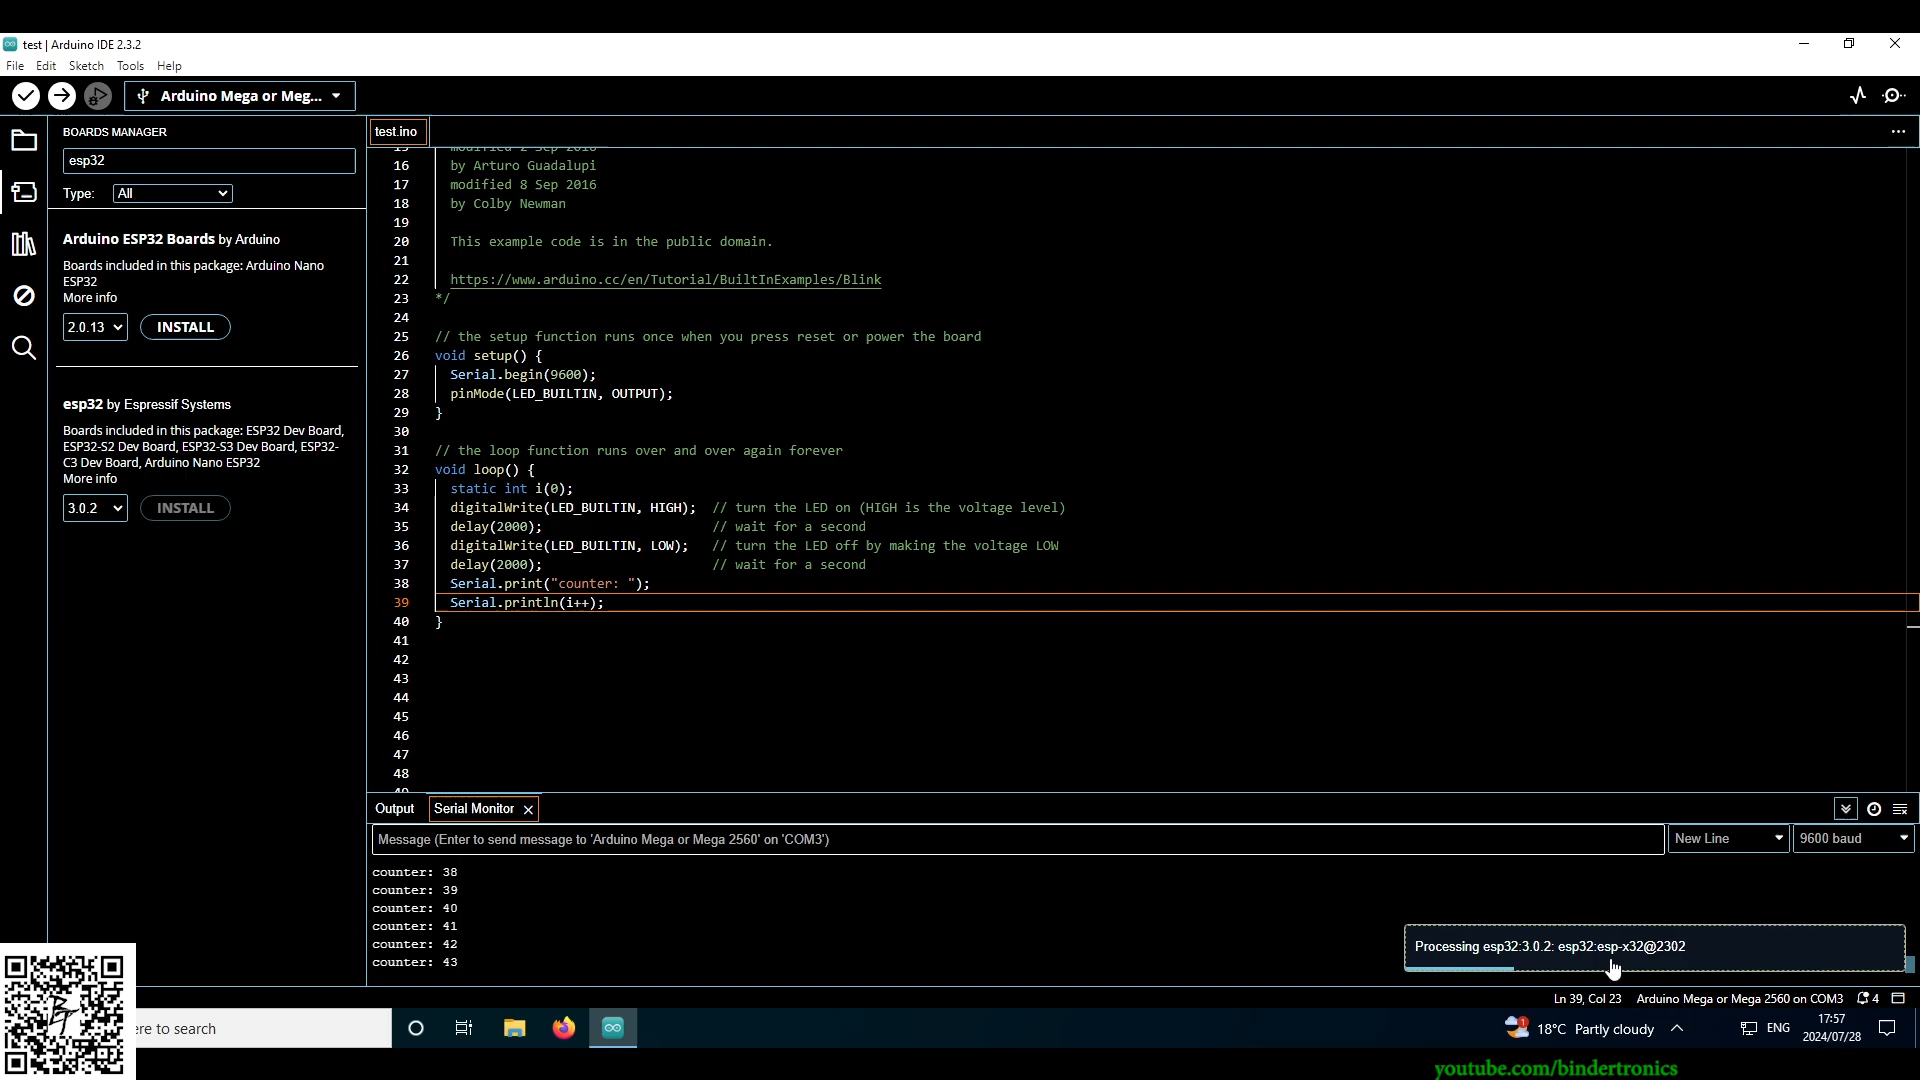 test | Arduino IDE 2.3.2
File Edit Sketch Tools Help
Arduino Mega or Meg...
BOARDS MANAGER
esp32
Type: All
Arduino ESP32 Boards by Arduino
Boards included in this package: Arduino Nano
ESP32
More info
2.0.13 INSTALL
esp32 by Espressif Systems
Boards included in this package: ESP32 Dev Board,
ESP32-S2 Dev Board, ESP32-S3 Dev Board, ESP32-
C3 Dev Board, Arduino Nano ESP32
More info
3.0.2 INSTALL
test.ino
15 modified 2 Sep 2016
16 by Arturo Guadalupi
17 modified 8 Sep 2016
18 by Colby Newman
19
20 This example code is in the public domain.
21
22 https://www.arduino.cc/en/Tutorial/BuiltInExamples/Blink
23 */
24
25 // the setup function runs once when you press reset or power the board
26 void setup() {
27 Serial.begin(9600);
28 pinMode(LED_BUILTIN, OUTPUT);
29 }
30
31 // the loop function runs over and over again forever
32 void loop() {
33 static int i(0);
34 digitalWrite(LED_BUILTIN, HIGH); // turn the LED on (HIGH is the voltage level)
35 delay(2000); // wait for a second
36 digitalWrite(LED_BUILTIN, LOW); // turn the LED off by making the voltage LOW
37 delay(2000); // wait for a second
38 Serial.print("counter: ");
39 Serial.println(i++);
40 }
41
42
43
44
45
46
47
48
49
Output Serial Monitor
Message (Enter to send message to 'Arduino Mega or Mega 2560' on 'COM3')
New Line 9600 baud
counter: 38
counter: 39
counter: 40
counter: 41
counter: 42
counter: 43
Processing esp32:3.0.2: esp32:esp-x32@2302
Ln 39, Col 23 Arduino Mega or Mega 2560 on COM3 4
BT
ere to search
1 18°C Partly cloudy ENG 17:57
2024/07/28
youtube.com/bindertronics